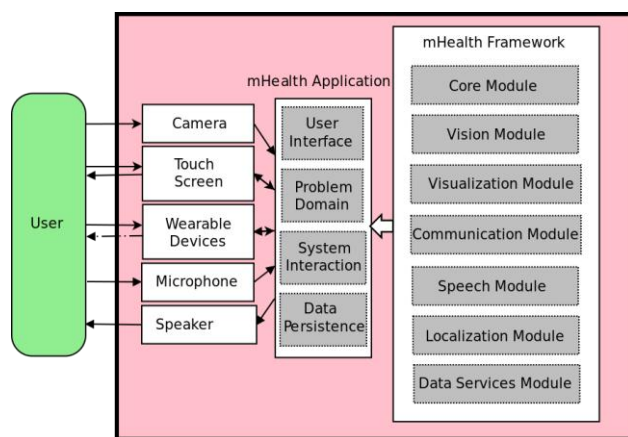 mHealth Framework
mHealth Application
Core Module
Vision Module
Visualization Module
Communication Module
Speech Module
Localization Module
Data Services Module
User
Interface
Problem
Domain
System
Interaction
Data
Persistence
Camera
Touch
Screen
Wearable
Devices
Microphone
Speaker
User